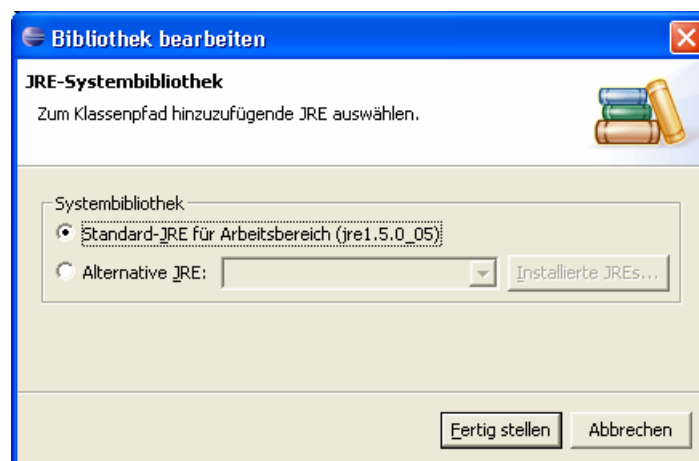 Bibliothek bearbeiten
JRE-Systembibliothek
Zum Klassenpfad hinzuzufügende JRE auswählen.
Systembibliothek
Standard-JRE für Arbeitsbereich (jre1.5.0_05)
Alternative JRE:
Installierte JREs...
Fertig stellen
Abbrechen